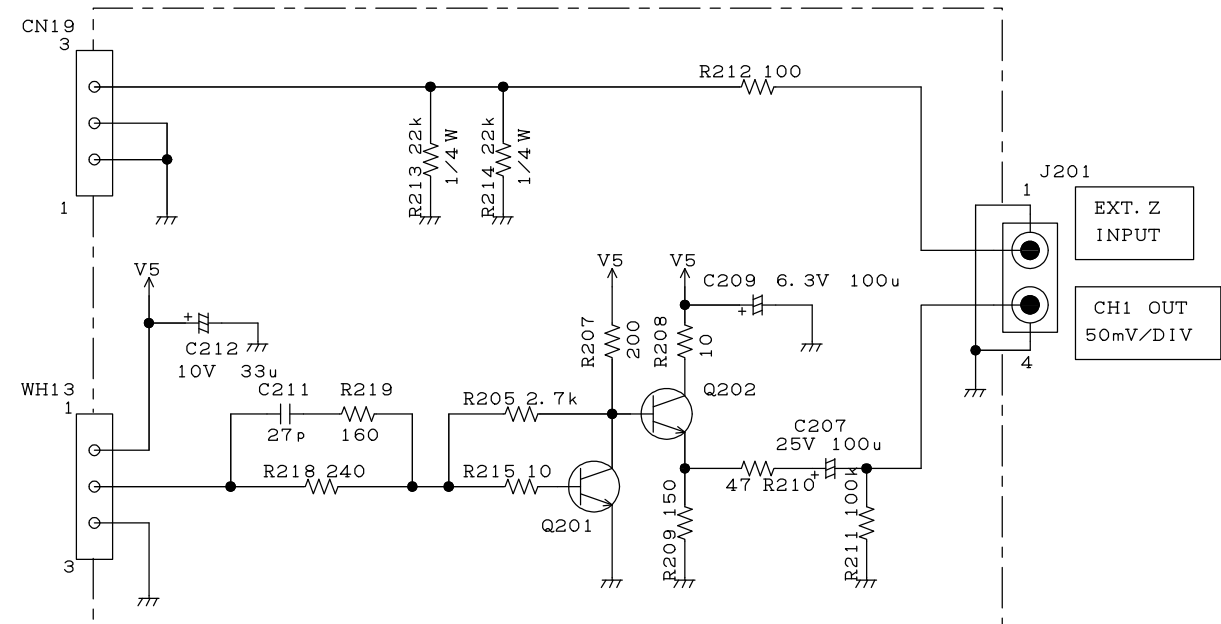 CN19
3
1
R212 100
R213 22k
1/4W
R214 22k
1/4W
J201
1
EXT. Z
INPUT
CH1 OUT
50mV/DIV
4
V5
C212
10V 33u
+
WH13
1
3
C211
27p
R219
160
R218 240
R205 2.7k
R215 10
Q201
V5
R207
200
V5
R208
10
C209 6.3V 100u
+
Q202
C207
25V 100u
+
47 R210
R209 150
R211 100k